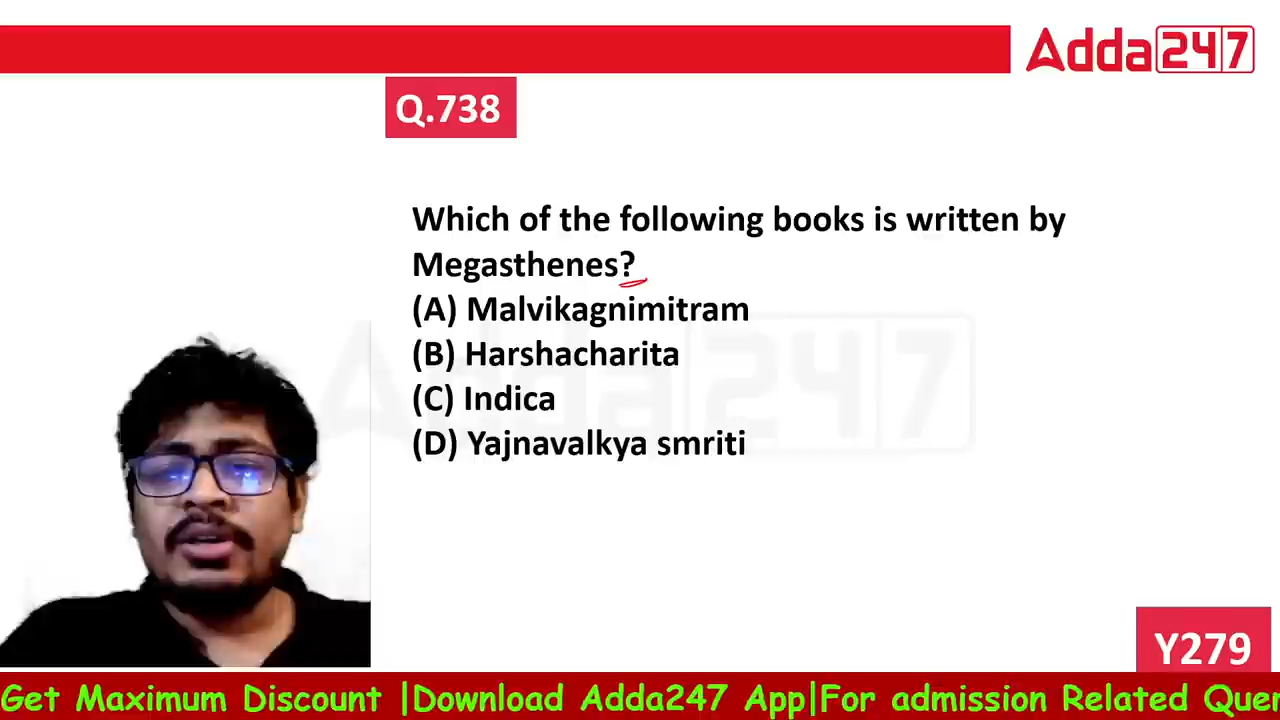 Adda247
Q.738
Which of the following books is written by
Megasthenes?
(A) Malvikagnimitram
(B) Harshacharita
(C) Indica
(D) Yajnavalkya smriti
Adda247
Y279
Get Maximum Discount |Download Adda247 App|For admission Related Quer